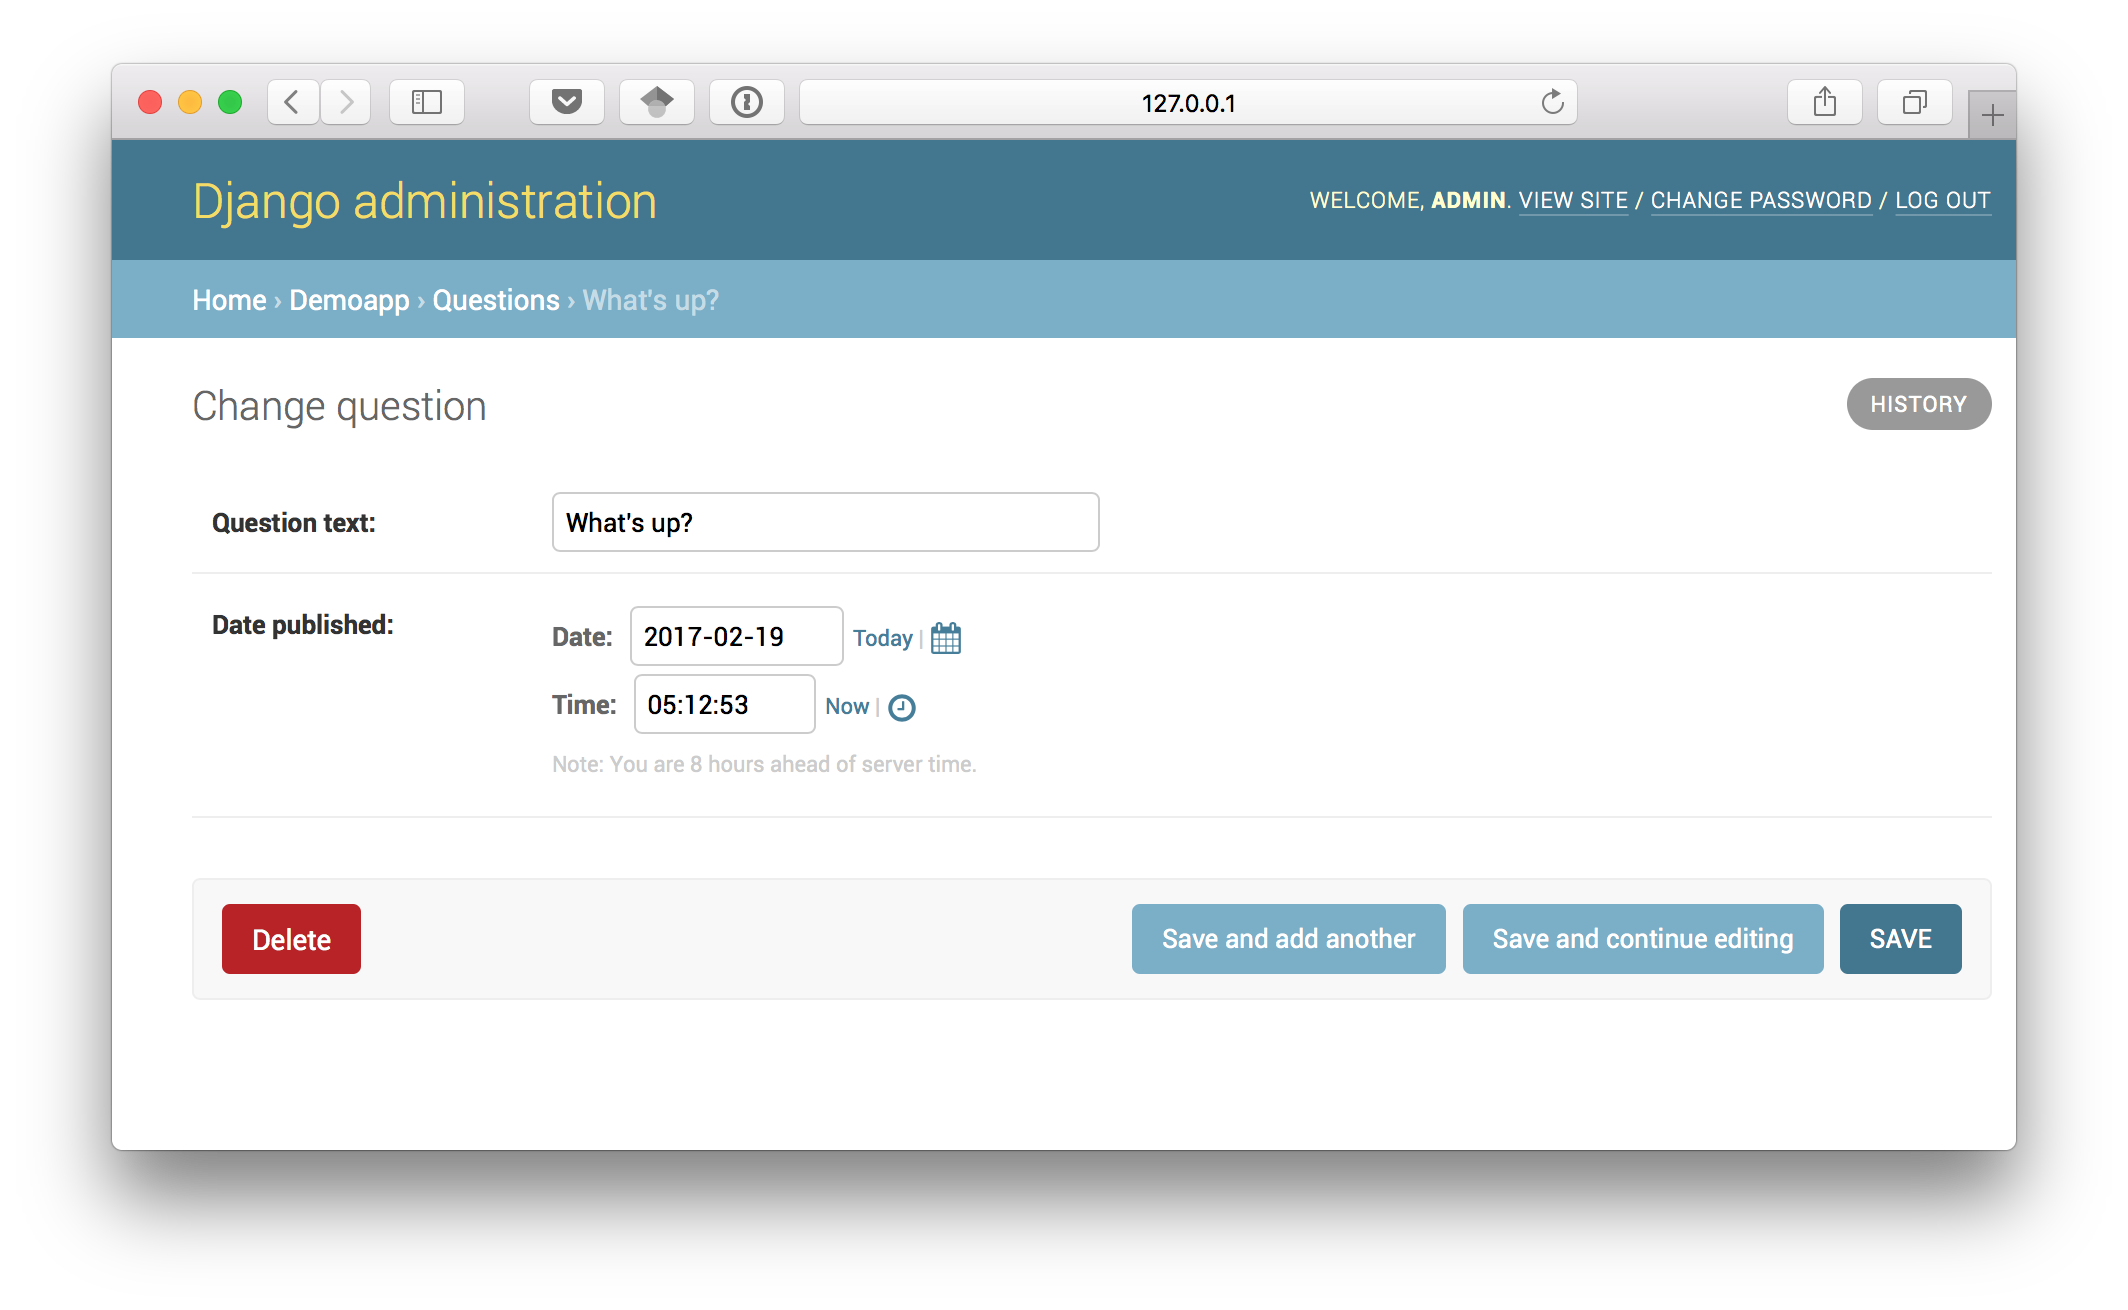 127.0.0.1
Django administration
WELCOME, ADMIN. VIEW SITE / CHANGE PASSWORD / LOG OUT
Home › Demoapp › Questions › What's up?
Change question
HISTORY
Question text: What's up?
Date published:
Date: 2017-02-19 Today |
Time: 05:12:53 Now |
Note: You are 8 hours ahead of server time.
Delete
Save and add another
Save and continue editing
SAVE